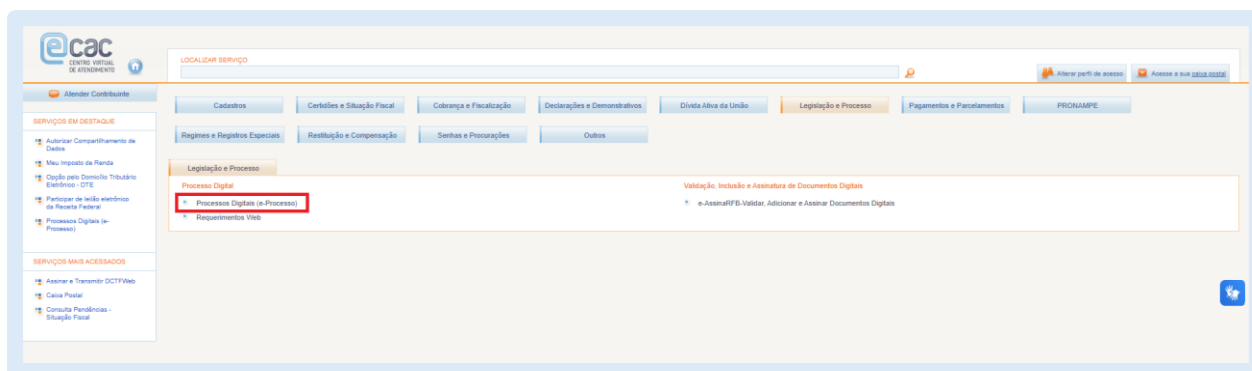 ecac
CENTRO VIRTUAL
DE ATENDIMENTO
LOCALIZAR SERVIÇO
Alterar perfil de acesso
Acesse a sua caixa postal
Atender Contribuinte
Cadastros
Certidões e Situação Fiscal
Cobrança e Fiscalização
Declarações e Demonstrativos
Dívida Ativa da União
Legislação e Processo
Pagamentos e Parcelamentos
PRONAMPE
Regimes e Registros Especiais
Restituição e Compensação
Senhas e Procurações
Outros
SERVIÇOS EM DESTAQUE
Autorizar Compartilhamento de
Dados
Meu Imposto de Renda
Opção pelo Domicílio Tributário
Eletrônico - DTE
Participar de leilão eletrônico
da Receita Federal
Processos Digitais (e-
Processo)
SERVIÇOS MAIS ACESSADOS
Assinar e Transmitir DCTFWeb
Caixa Postal
Consulta Pendências -
Situação Fiscal
Legislação e Processo
Processo Digital
Processos Digitais (e-Processo)
Requerimentos Web
Validação, Inclusão e Assinatura de Documentos Digitais
e-AssinaRFB-Validar, Adicionar e Assinar Documentos Digitais